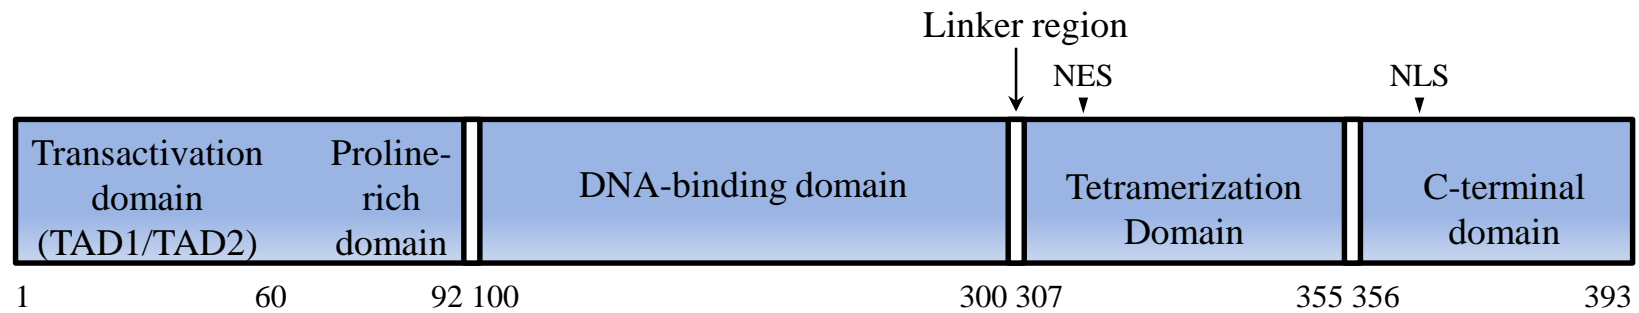 Linker region
NES
NLS
Transactivation
domain
(TAD1/TAD2)
Proline-
rich
domain
DNA-binding domain
Tetramerization
Domain
C-terminal
domain
1 60 92 100 300 307 355 356 393